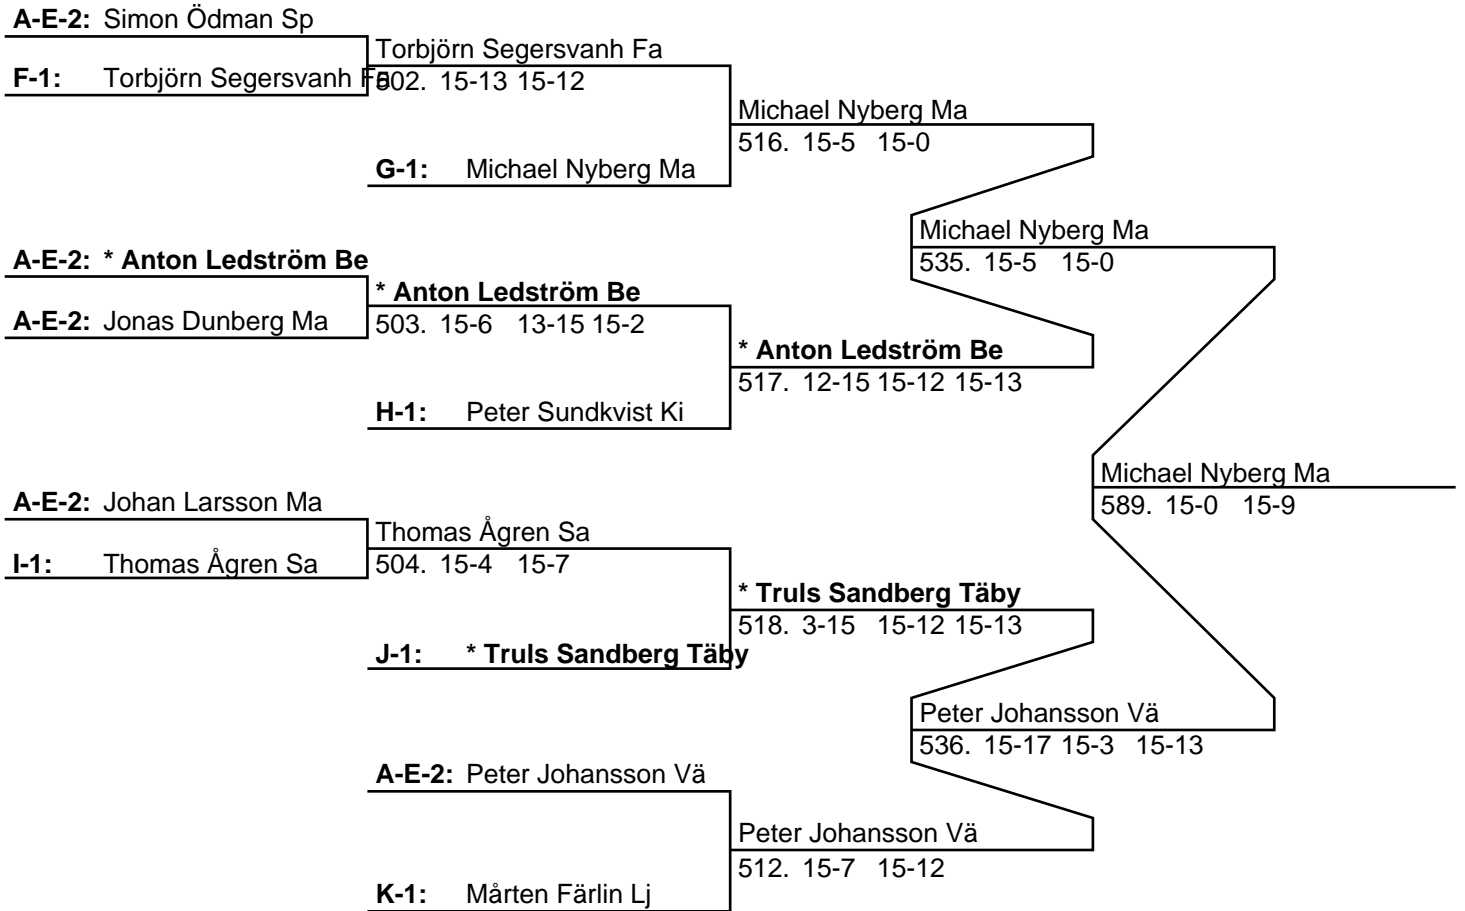 A-E-2: Simon Ödman Sp
Torbjörn Segersvanh Fa
F-1: Torbjörn Segersvanh Fa
502. 15-13 15-12
Michael Nyberg Ma
516. 15-5 15-0
G-1: Michael Nyberg Ma
Michael Nyberg Ma
535. 15-5 15-0
A-E-2: * Anton Ledström Be
* Anton Ledström Be
A-E-2: Jonas Dunberg Ma
503. 15-6 13-15 15-2
* Anton Ledström Be
517. 12-15 15-12 15-13
H-1: Peter Sundkvist Ki
Michael Nyberg Ma
589. 15-0 15-9
A-E-2: Johan Larsson Ma
Thomas Ågren Sa
I-1: Thomas Ågren Sa
504. 15-4 15-7
* Truls Sandberg Täby
518. 3-15 15-12 15-13
J-1: * Truls Sandberg Täby
Peter Johansson Vä
536. 15-17 15-3 15-13
A-E-2: Peter Johansson Vä
Peter Johansson Vä
512. 15-7 15-12
K-1: Mårten Färlin Lj